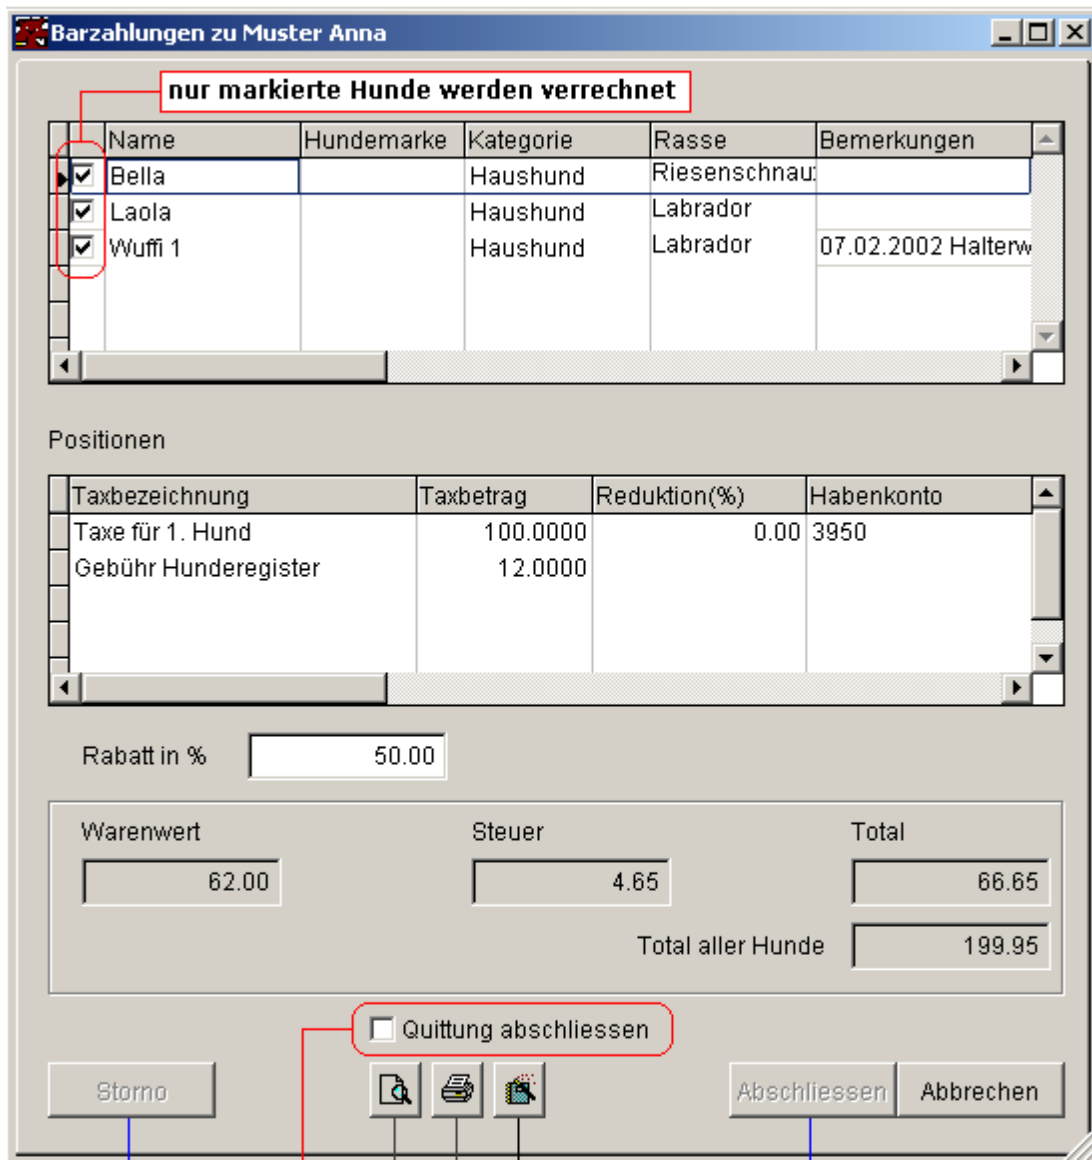 Barzahlungen zu Muster Anna
nur markierte Hunde werden verrechnet
Name Hundemarke Kategorie Rasse Bemerkungen
Bella Haushund Riesenschnauz
Laola Haushund Labrador
Wuffi 1 Haushund Labrador 07.02.2002 Halterw
Positionen
Taxbezeichnung Taxbetrag Reduktion(%) Habenkonto
Taxe für 1. Hund 100.0000 0.00 3950
Gebühr Hunderegister 12.0000
Rabatt in % 50.00
Warenwert Steuer Total
62.00 4.65 66.65
Total aller Hunde 199.95
Quittung abschliessen
Storno Abschliessen Abbrechen